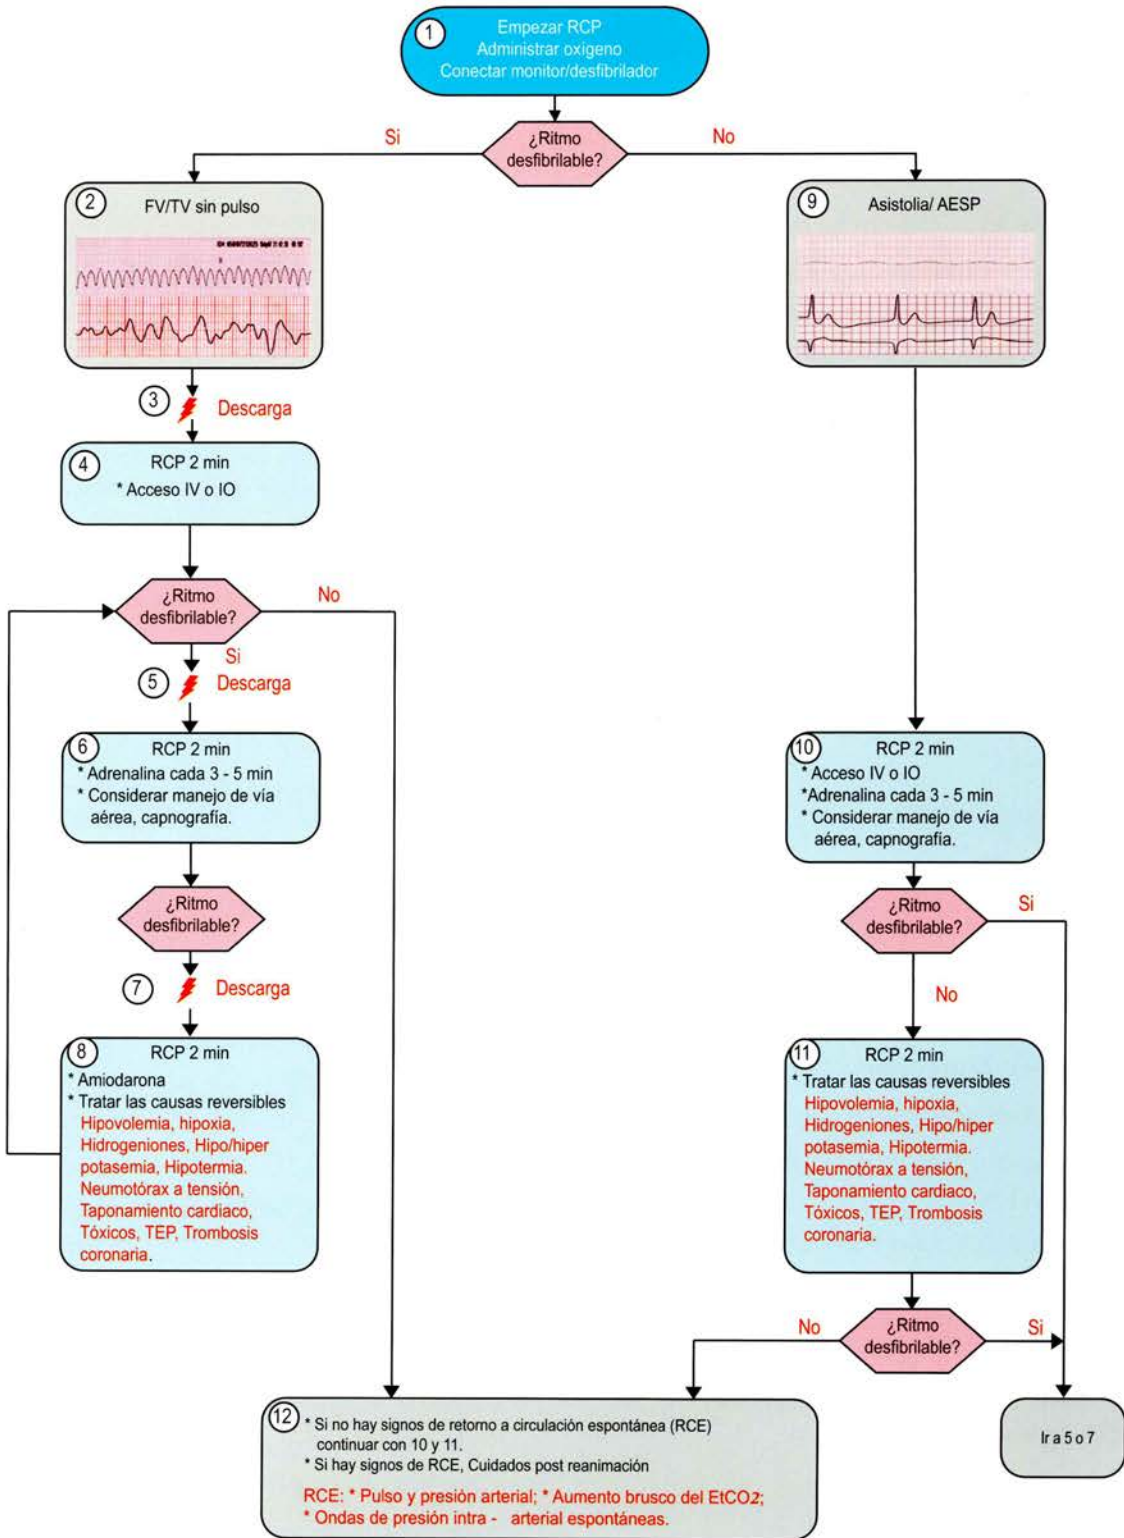 1
Empezar RCP
Administrar oxigeno
Conectar monitor/desfibrilador
¿Ritmo
desfibrilable?
Si
No
2
FV/TV sin pulso
9
Asistolia/ AESP
3
Descarga
4
RCP 2 min
* Acceso IV o IO
¿Ritmo
desfibrilable?
No
Si
5
Descarga
6
RCP 2 min
* Adrenalina cada 3 - 5 min
* Considerar manejo de vía
aérea, capnografía.
10
RCP 2 min
* Acceso IV o IO
*Adrenalina cada 3 - 5 min
* Considerar manejo de vía
aérea, capnografía.
¿Ritmo
desfibrilable?
¿Ritmo
desfibrilable?
Si
No
7
Descarga
8
RCP 2 min
* Amiodarona
* Tratar las causas reversibles
Hipovolemia, hipoxia,
Hidrogeniones, Hipo/hiper
potasemia, Hipotermia.
Neumotórax a tensión,
Taponamiento cardiaco,
Tóxicos, TEP, Trombosis
coronaria.
11
RCP 2 min
* Tratar las causas reversibles
Hipovolemia, hipoxia,
Hidrogeniones, Hipo/hiper
potasemia, Hipotermia.
Neumotórax a tensión,
Taponamiento cardiaco,
Tóxicos, TEP, Trombosis
coronaria.
No
¿Ritmo
desfibrilable?
Si
12
* Si no hay signos de retorno a circulación espontánea (RCE)
continuar con 10 y 11.
* Si hay signos de RCE, Cuidados post reanimación
RCE: * Pulso y presión arterial; * Aumento brusco del EtCO2;
* Ondas de presión intra - arterial espontáneas.
Ir a 5 o 7